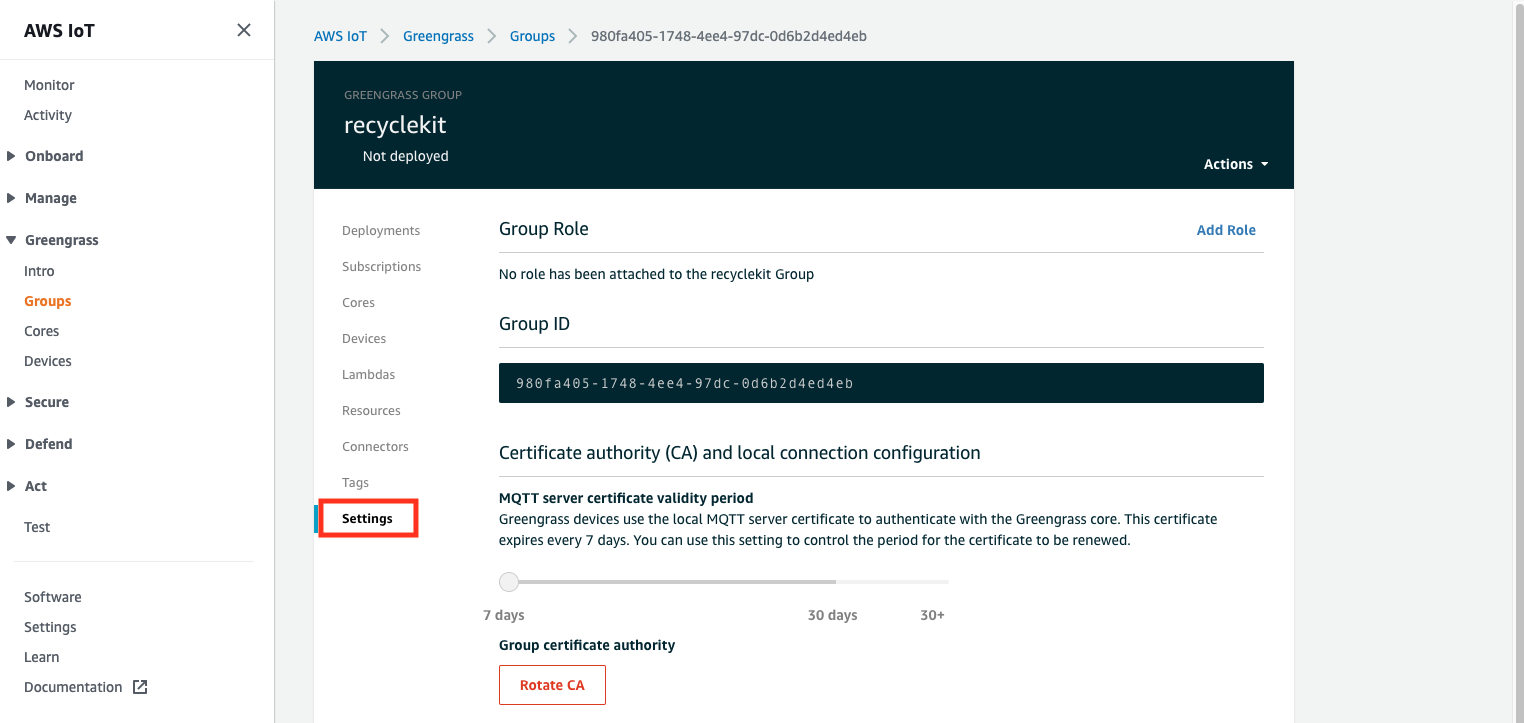 AWS IoT
Monitor
Activity
Onboard
Manage
Greengrass
Intro
Groups
Cores
Devices
Secure
Defend
Act
Test
Software
Settings
Learn
Documentation
AWS IoT Greengrass Groups 980fa405-1748-4ee4-97dc-0d6b2d4ed4eb
GREENGRASS GROUP
recyclekit
Not deployed
Actions
Deployments
Subscriptions
Cores
Devices
Lambdas
Resources
Connectors
Tags
Settings
Group Role
Add Role
No role has been attached to the recyclekit Group
Group ID
980fa405-1748-4ee4-97dc-0d6b2d4ed4eb
Certificate authority (CA) and local connection configuration
MQTT server certificate validity period
Greengrass devices use the local MQTT server certificate to authenticate with the Greengrass core. This certificate
expires every 7 days. You can use this setting to control the period for the certificate to be renewed.
7 days 30 days 30+
Group certificate authority
Rotate CA